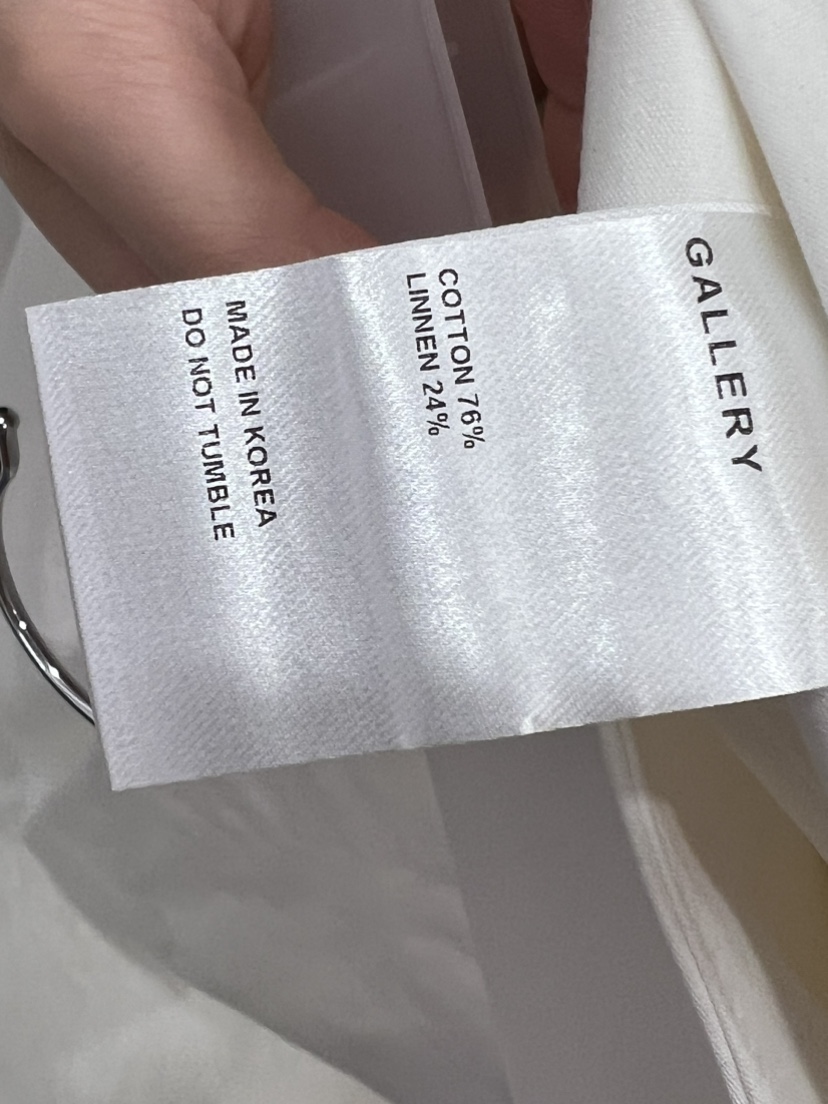 GALLERY
COTTON 76%
LINNEN 24%
MADE IN KOREA
DO NOT TUMBLE